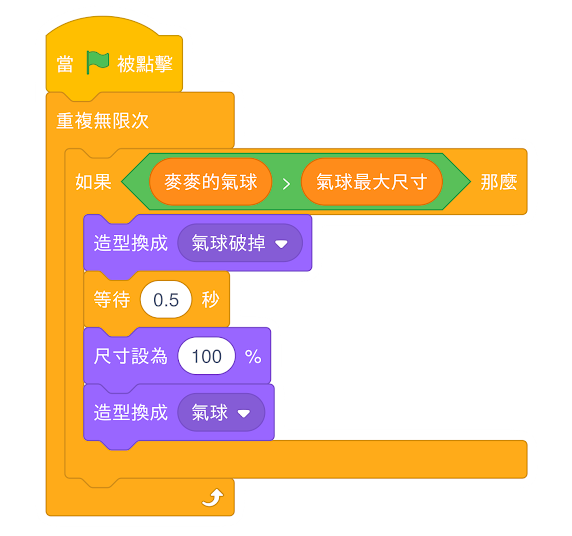 當 被點擊
重複無限次
如果 麥麥的氣球 > 氣球最大尺寸 那麼
造型換成 氣球破掉
等待 0.5 秒
尺寸設為 100 %
造型換成 氣球